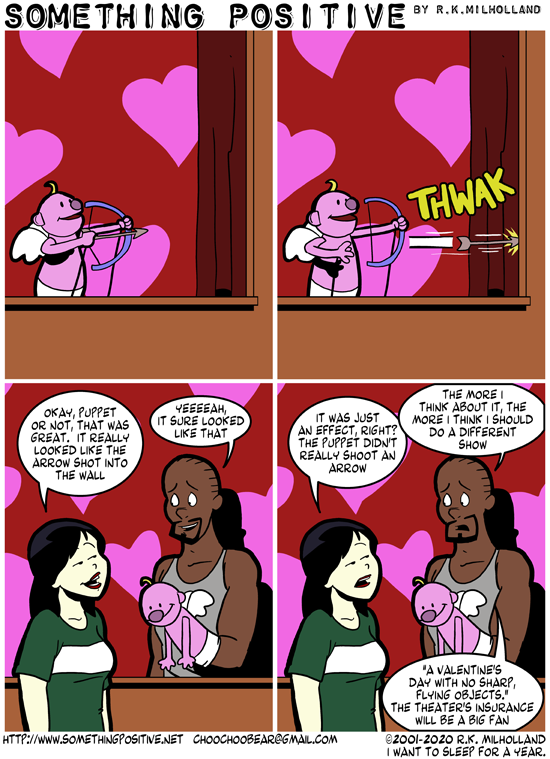 SOMETHING POSITIVE BY R.K.MILHOLLAND
THWAK
OKAY, PUPPET
OR NOT, THAT WAS
GREAT. IT REALLY
LOOKED LIKE THE
ARROW SHOT INTO
THE WALL
YEEEEAH,
IT SURE LOOKED
LIKE THAT
IT WAS JUST
AN EFFECT, RIGHT?
THE PUPPET DIDN'T
REALLY SHOOT AN
ARROW
THE MORE I
THINK ABOUT IT, THE
MORE I THINK I SHOULD
DO A DIFFERENT
SHOW
"A VALENTINE'S
DAY WITH NO SHARP,
FLYING OBJECTS."
THE THEATER'S INSURANCE
WILL BE A BIG FAN
HTTP://WWW.SOMETHINGPOSITIVE.NET CHOOCHOOBEAR@GMAIL.COM
©2001-2020 R.K. MILHOLLAND
I WANT TO SLEEP FOR A YEAR.